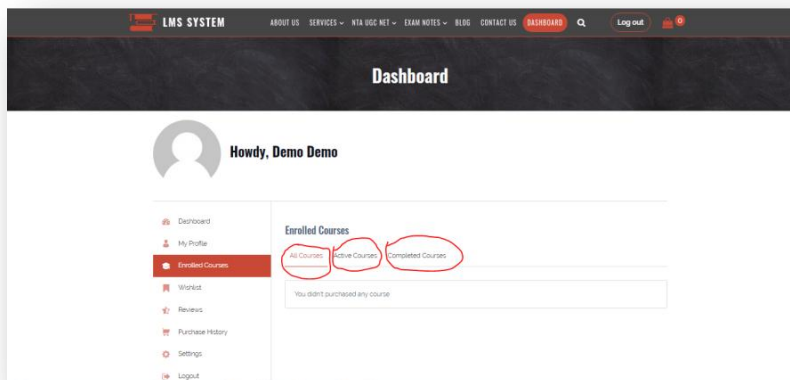 LMS SYSTEM ABOUT US SERVICES NTA UGC NET EXAM NOTES BLOG CONTACT US DASHBOARD Log out 0
Dashboard
Howdy, Demo Demo
Dashboard
My Profile
Enrolled Courses
Wishlist
Reviews
Purchase History
Settings
Logout
Enrolled Courses
All Courses Active Courses Completed Courses
You didn't purchased any course